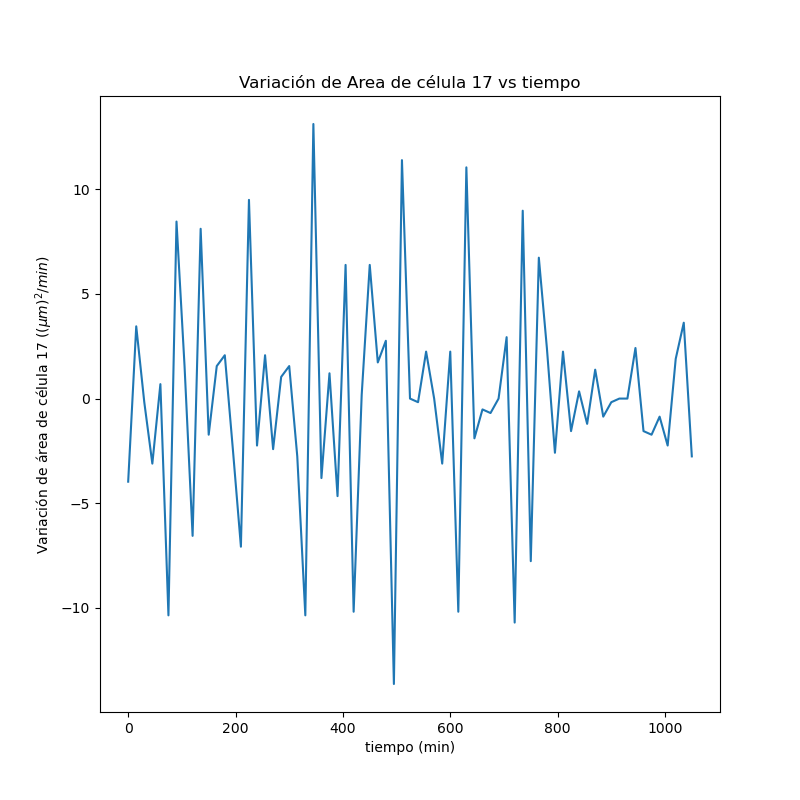 Variación de Area de célula 17 vs tiempo
Variación de área de célula 17 ((μm)²/min)
10
5
0
−5
−10
0 200 400 600 800 1000
tiempo (min)